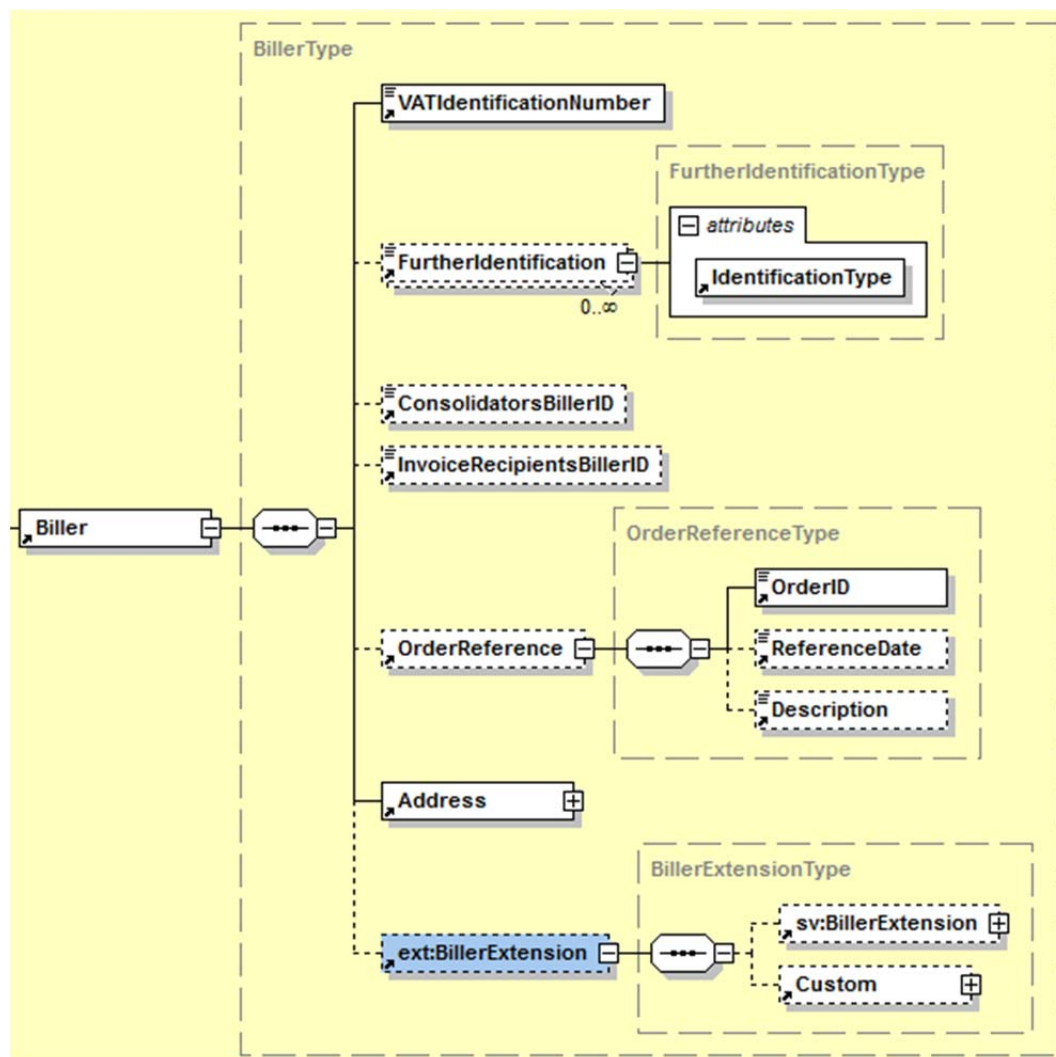 BillerType
VATIdentificationNumber
FurtherIdentificationType
attributes
FurtherIdentification
IdentificationType
0..∞
ConsolidatorsBillerID
InvoiceRecipientsBillerID
Biller
OrderReferenceType
OrderID
OrderReference
ReferenceDate
Description
Address
BillerExtensionType
sv:BillerExtension
ext:BillerExtension
Custom